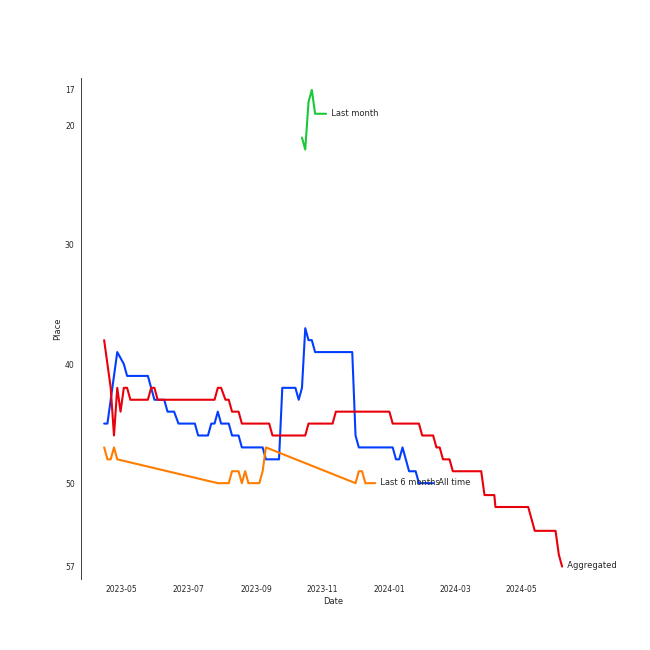 17
Last month
20
30
Place
40
50
Last 6 months
All time
57
Aggregated
2023-05
2023-07
2023-09
2023-11
2024-01
2024-03
2024-05
Date